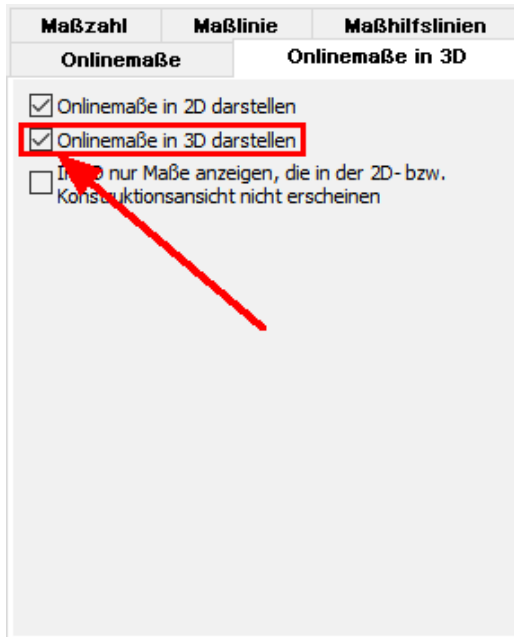 Maßzahl Maßlinie Maßhilfslinien
Onlinemaße Onlinemaße in 3D
Onlinemaße in 2D darstellen
Onlinemaße in 3D darstellen
nur Maße anzeigen, die in der 2D- bzw.
Konstruktionsansicht nicht erscheinen